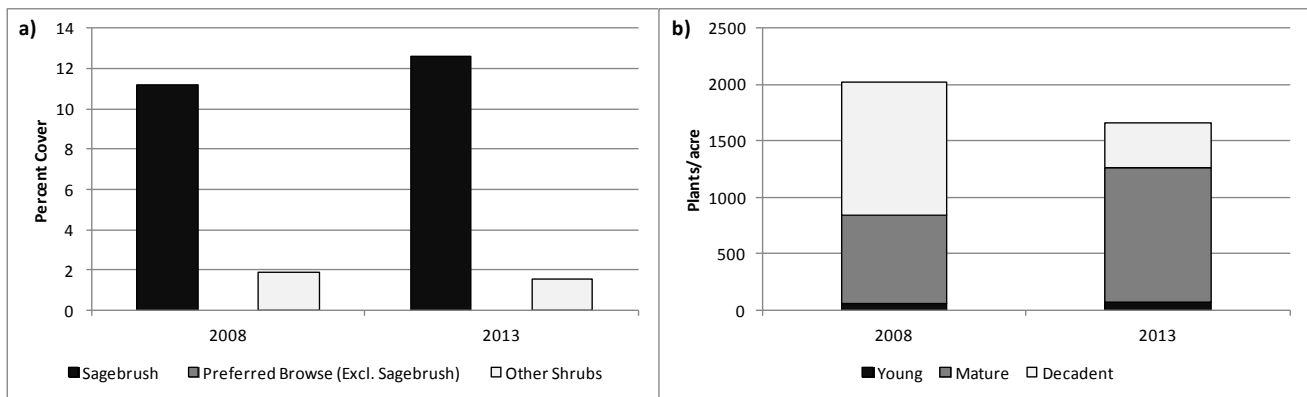 a)
Percent Cover
14
12
10
8
6
4
2
0
2008
2013
Sagebrush
Preferred Browse (Excl. Sagebrush)
Other Shrubs
b)
Plants/acre
2500
2000
1500
1000
500
0
2008
2013
Young
Mature
Decadent